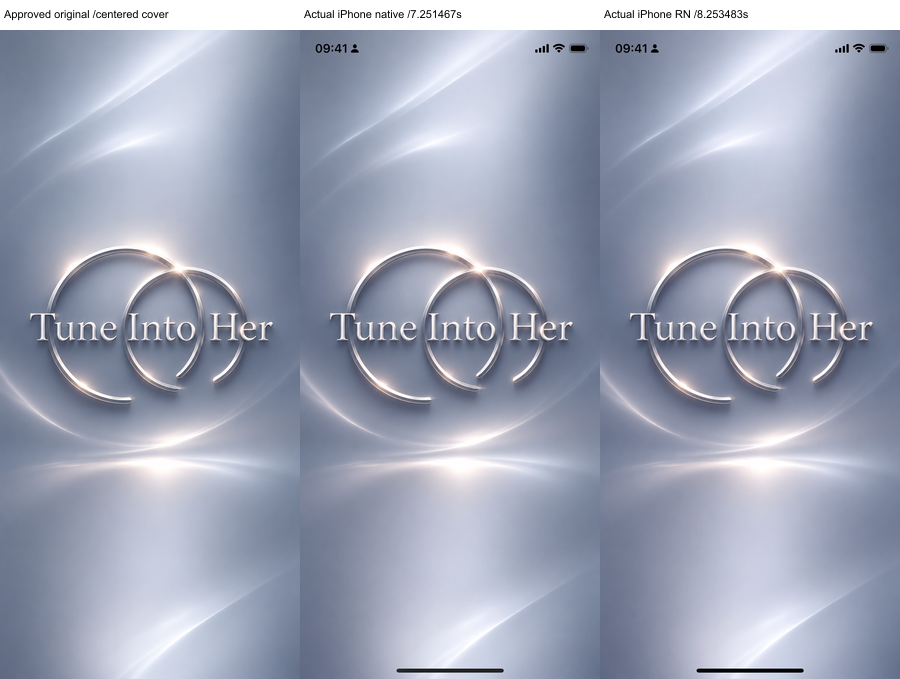 Approved original /centered cover
Actual iPhone native /7.251467s
Actual iPhone RN /8.253483s
09:41
09:41
Tune Into Her
Tune Into Her
Tune Into Her